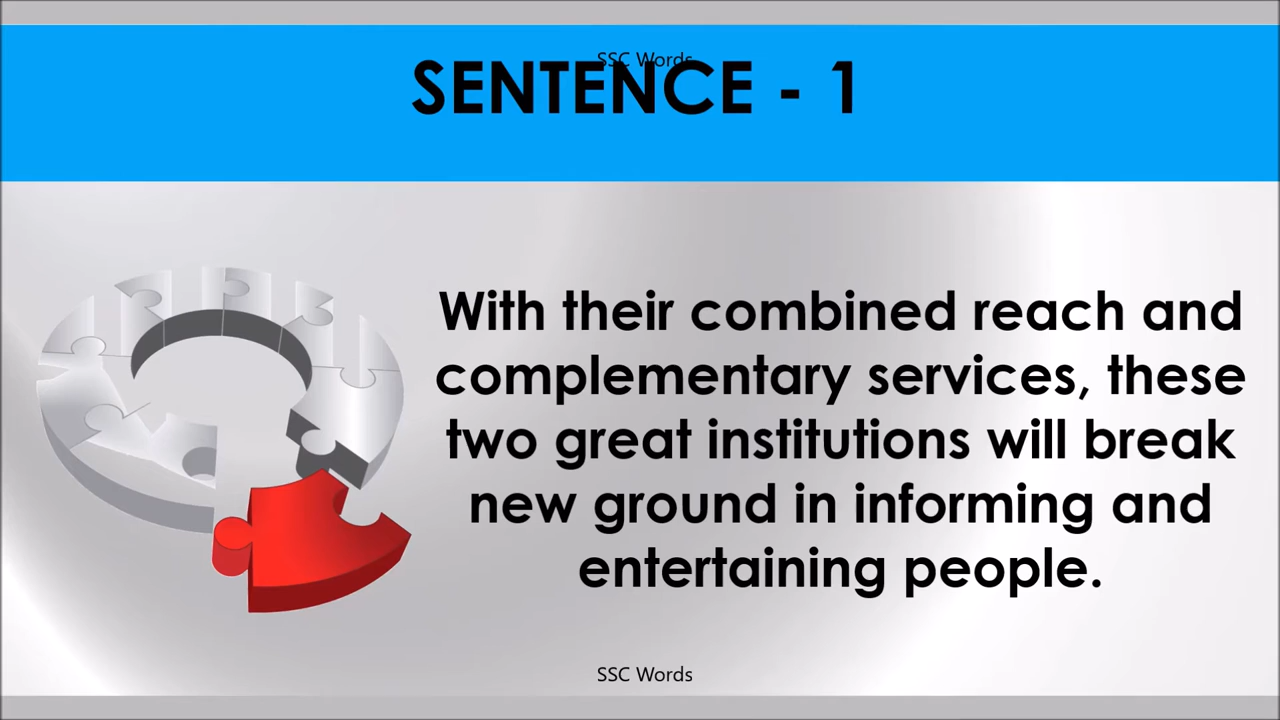 SSC Words
SENTENCE - 1
With their combined reach and
complementary services, these
two great institutions will break
new ground in informing and
entertaining people.
SSC Words